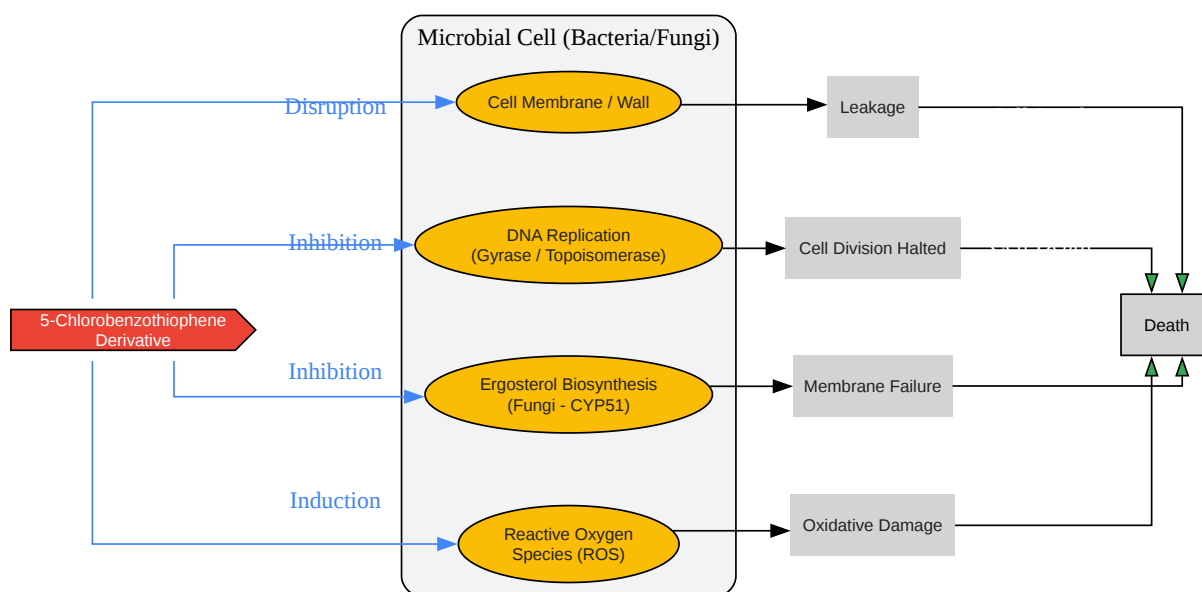 Microbial Cell (Bacteria/Fungi)
Disruption
Cell Membrane / Wall
Leakage
Inhibition
DNA Replication
(Gyrase / Topoisomerase)
Cell Division Halted
5-Chlorobenzothiophene
Derivative
Death
Inhibition
Ergosterol Biosynthesis
(Fungi - CYP51)
Membrane Failure
Induction
Reactive Oxygen
Species (ROS)
Oxidative Damage